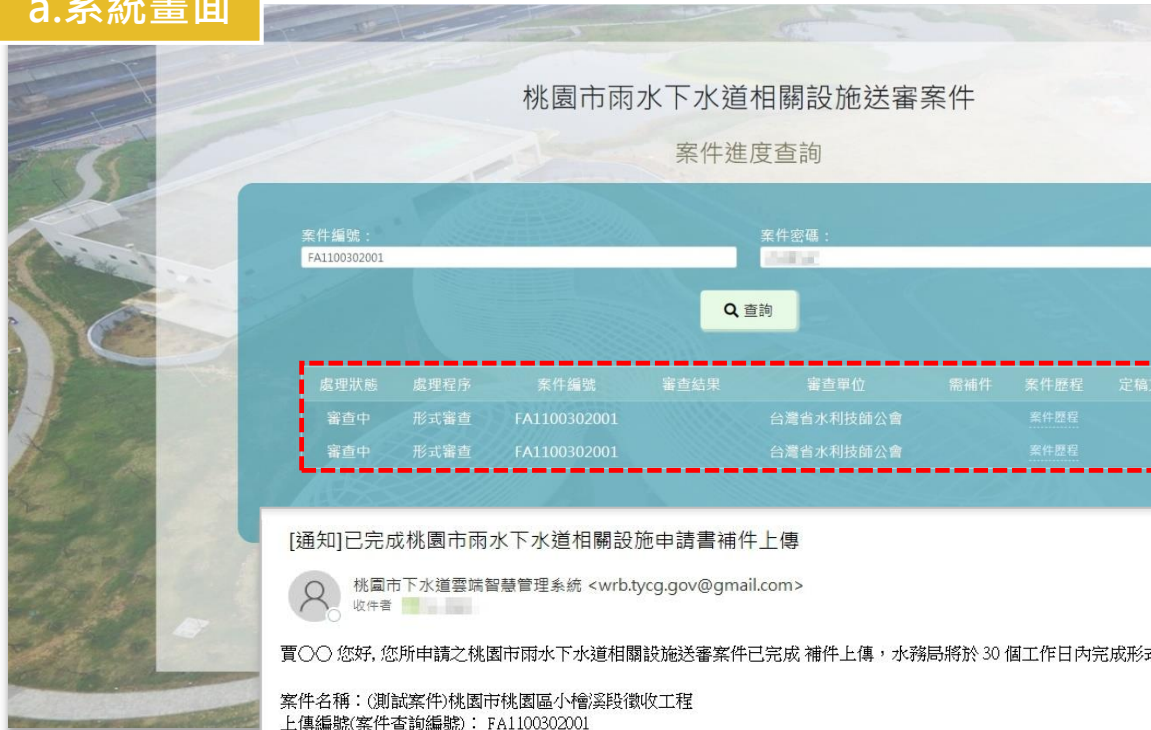 a.系統畫面
桃園市雨水下水道相關設施送審案件
案件進度查詢
案件編號： 案件密碼：
FA1100302001
查詢
處理狀態 處理程序 案件編號 審查結果 審查單位 需補件 案件歷程 定稿
審查中 形式審查 FA1100302001 台灣省水利技師公會 案件歷程
審查中 形式審查 FA1100302001 台灣省水利技師公會 案件歷程
[通知]已完成桃園市雨水下水道相關設施申請書補件上傳
桃園市下水道雲端智慧管理系統 <wrb.tycg.gov@gmail.com>
收件者
賈○○ 您好, 您所申請之桃園市雨水下水道相關設施送審案件已完成 補件上傳，水務局將於 30 個工作日內完成形式
案件名稱：(測試案件)桃園市桃園區小檜溪段徵收工程
上傳編號(案件查詢編號)： FA1100302001